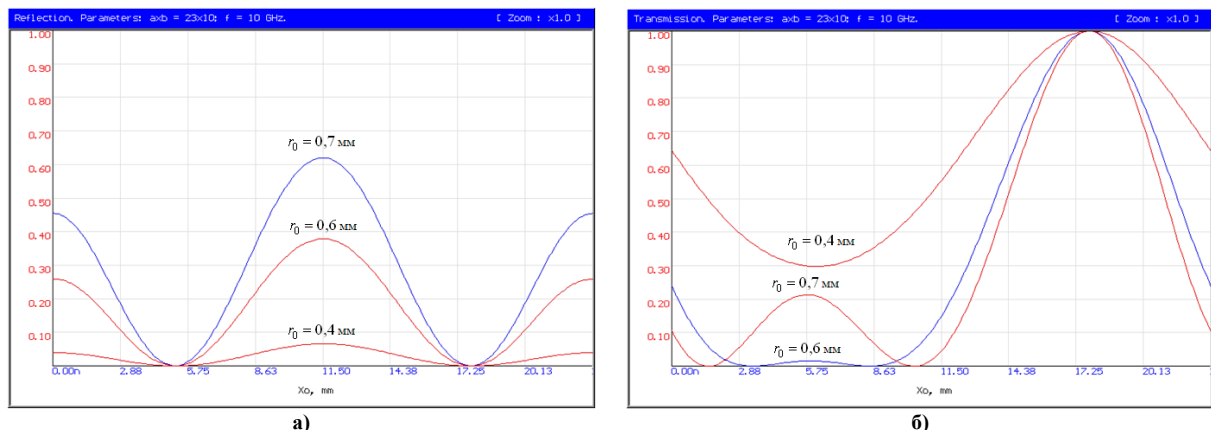 Reflection. Parameters: axb = 23x10; f = 10 GHz. [ Zoom : x1.0 ]
1.00
0.90
0.80
0.70
0.60
0.50
0.40
0.30
0.20
0.10
r₀ = 0,7 мм
r₀ = 0,6 мм
r₀ = 0,4 мм
0.00n 2.88 5.75 8.63 11.50 14.38 17.25 20.13
Xo, mm
а)
Transmission. Parameters: axb = 23x10; f = 10 GHz. [ Zoom : x1.0 ]
1.00
0.90
0.80
0.70
0.60
0.50
0.40
0.30
0.20
0.10
r₀ = 0,4 мм
r₀ = 0,7 мм
r₀ = 0,6 мм
0.00n 2.88 5.75 8.63 11.50 14.38 17.25 20.13
Xo, mm
б)